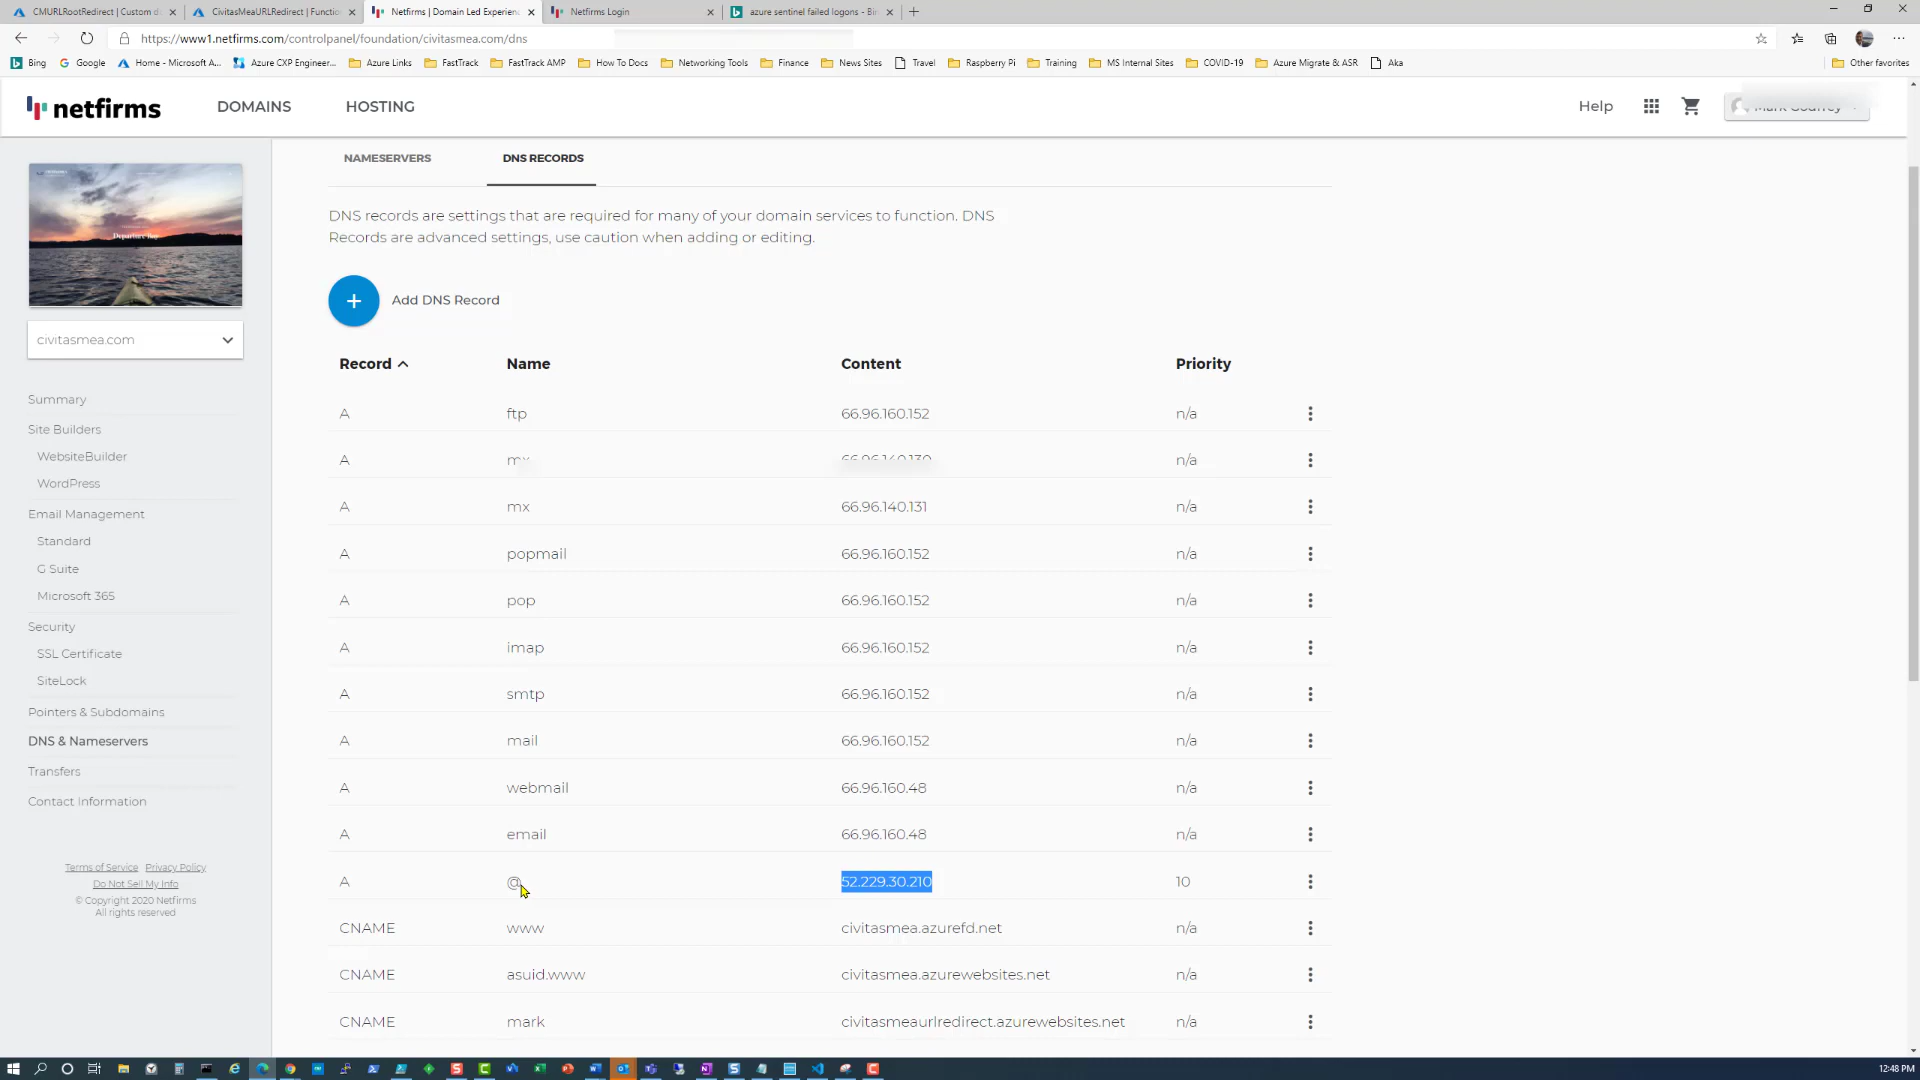 CMURLRootRedirect | Custom d
CivitasMeaURLRedirect | Functio
Netfirms | Domain Led Experienc
Netfirms Login
azure sentinel failed logons - Bi
https://www1.netfirms.com/controlpanel/foundation/civitasmea.com/dns
Bing
Google
Home - Microsoft A...
Azure CXP Engineer...
Azure Links
FastTrack
FastTrack AMP
How To Docs
Networking Tools
Finance
News Sites
Travel
Raspberry Pi
Training
MS Internal Sites
COVID-19
Azure Migrate & ASR
Aka
Other favorites
netfirms
DOMAINS
HOSTING
Help
civitasmea.com
Summary
Site Builders
WebsiteBuilder
WordPress
Email Management
Standard
G Suite
Microsoft 365
Security
SSL Certificate
SiteLock
Pointers & Subdomains
DNS & Nameservers
Transfers
Contact Information
Terms of Service Privacy Policy
Do Not Sell My Info
© Copyright 2020 Netfirms
All rights reserved
NAMESERVERS
DNS RECORDS
DNS records are settings that are required for many of your domain services to function. DNS
Records are advanced settings, use caution when adding or editing.
+ Add DNS Record
Record Name Content Priority
A ftp 66.96.160.152 n/a
A mx 66.96.140.130 n/a
A mx 66.96.140.131 n/a
A popmail 66.96.160.152 n/a
A pop 66.96.160.152 n/a
A imap 66.96.160.152 n/a
A smtp 66.96.160.152 n/a
A mail 66.96.160.152 n/a
A webmail 66.96.160.48 n/a
A email 66.96.160.48 n/a
A @ 52.229.30.210 10
CNAME www civitasmea.azurefd.net n/a
CNAME asuid.www civitasmea.azurewebsites.net n/a
CNAME mark civitasmeaurlredirect.azurewebsites.net n/a
12:48 PM